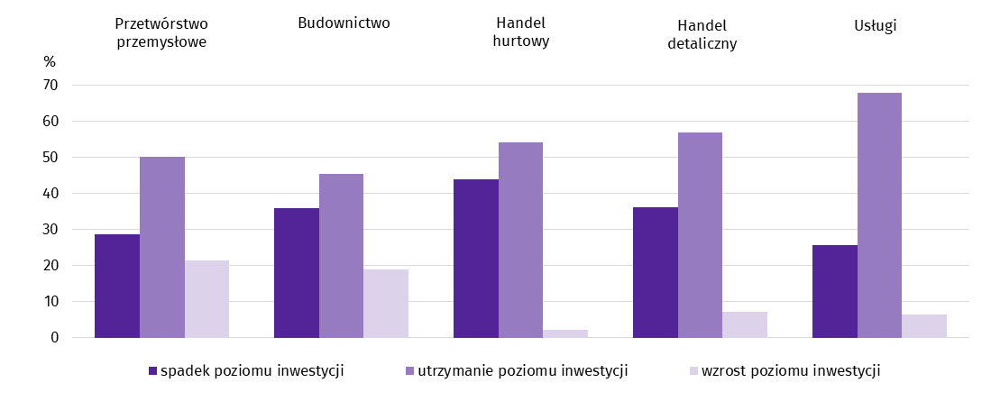 Przetwórstwo
przemysłowe
Budownictwo
Handel
hurtowy
Handel
detaliczny
Usługi
%
70
60
50
40
30
20
10
0
spadek poziomu inwestycji
utrzymanie poziomu inwestycji
wzrost poziomu inwestycji